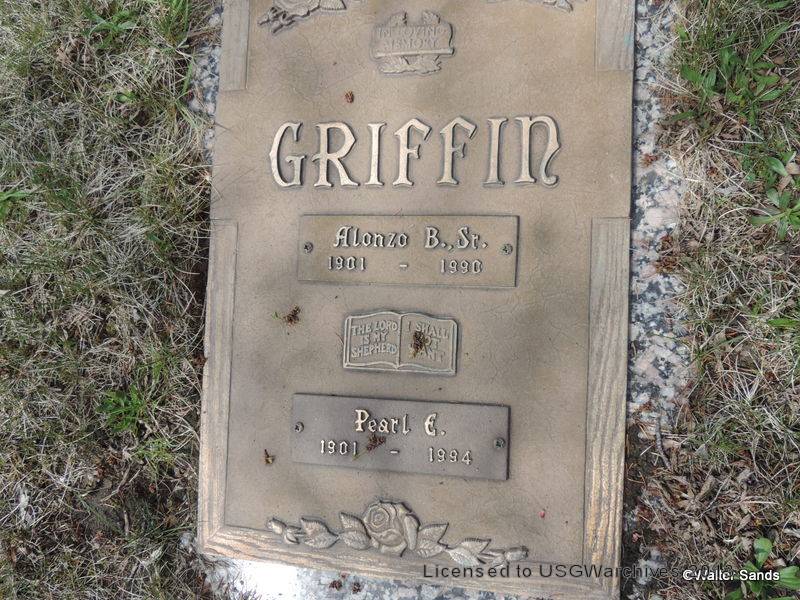 IN LOVING
MEMORY
GRIFFIN
Alonzo B., Sr.
1901 - 1990
THE LORD
IS MY
SHEPHERD
I SHALL
NOT
WANT
Pearl E.
1901 - 1994
Licensed to USGWarchives
©Walter Sands